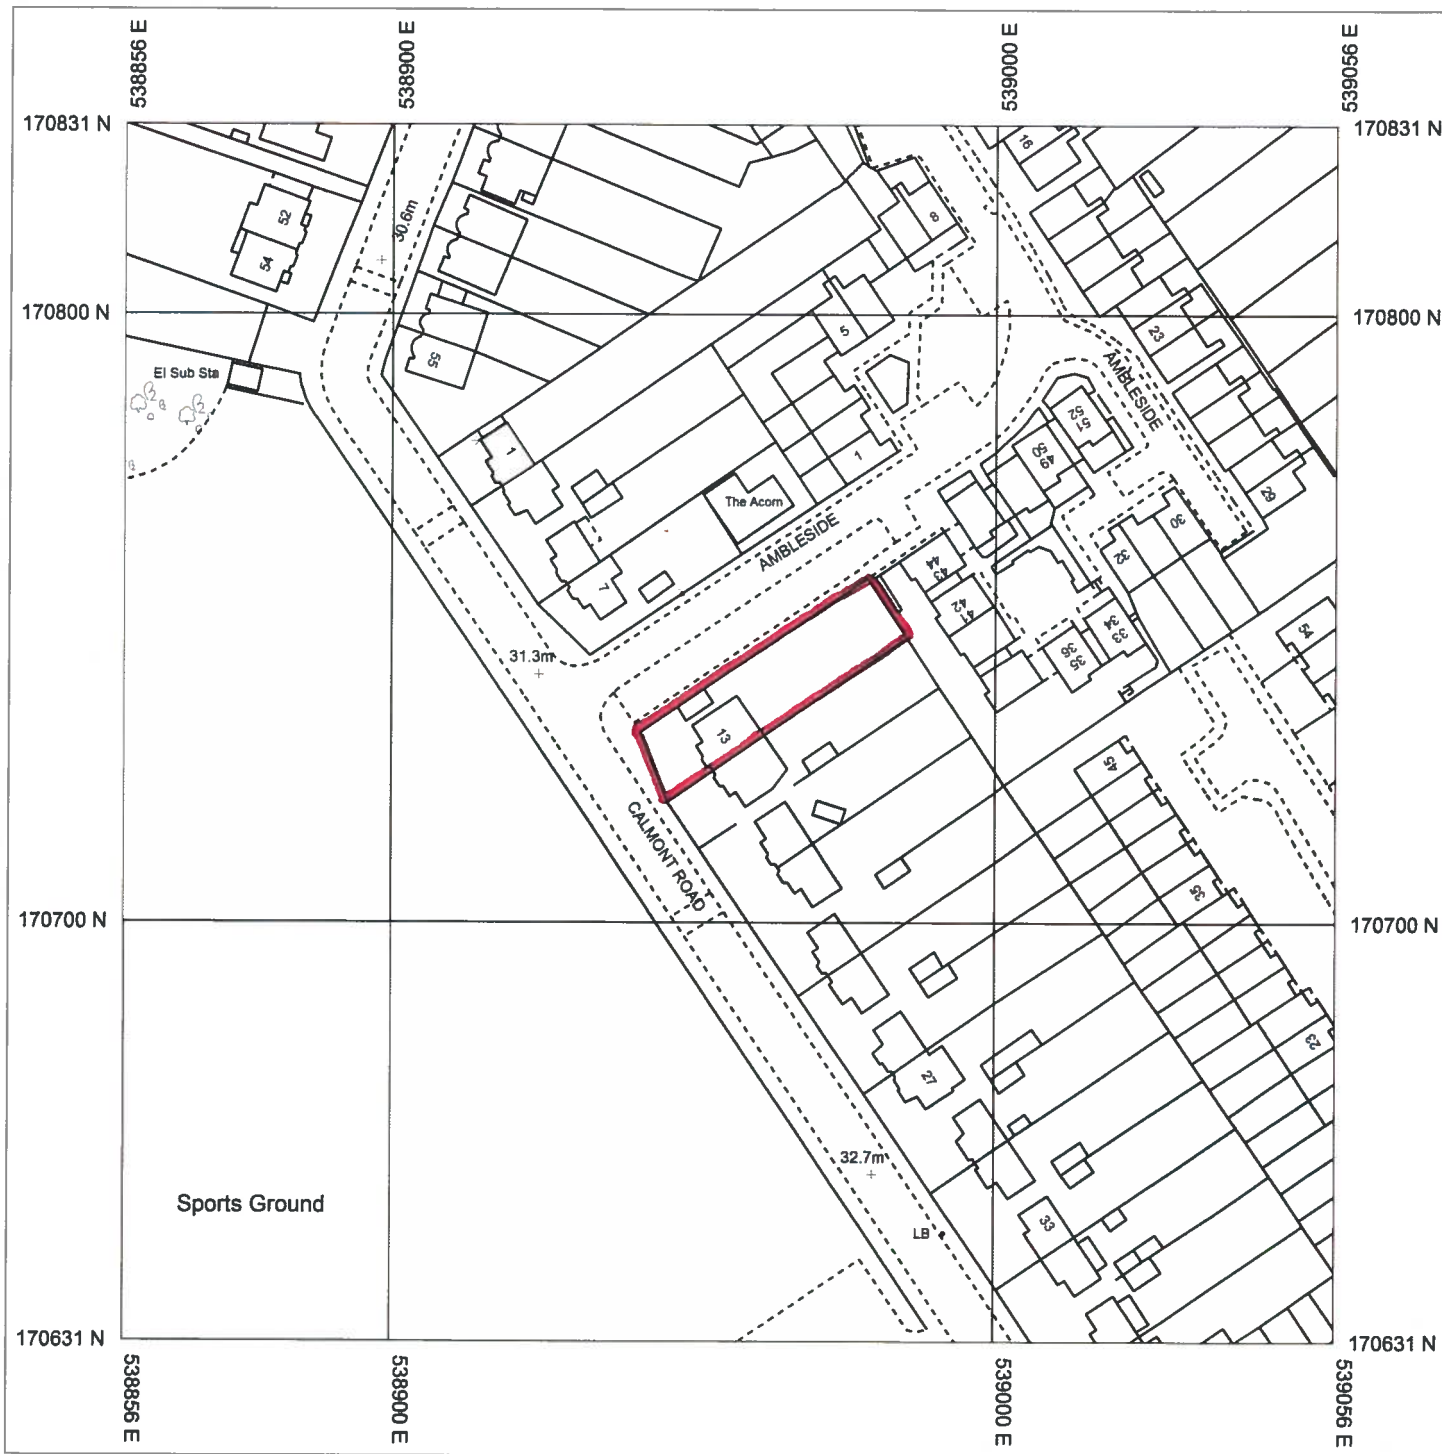 538856 E
538900 E
539000 E
539056 E
170831 N
170831 N
16
52
30.6m
8
54
170800 N
170800 N
5
23
55
El Sub Sta
AMBLESIDE
51
52
1
1
49
50
29
The Acorn
30
AMBLESIDE
32
44
43
7
42
41
34
33
54
36
35
31.3m
13
45
CALMONT ROAD
35
170700 N
170700 N
23
27
32.7m
Sports Ground
33
LB
170631 N
170631 N
538856 E
538900 E
539000 E
539056 E